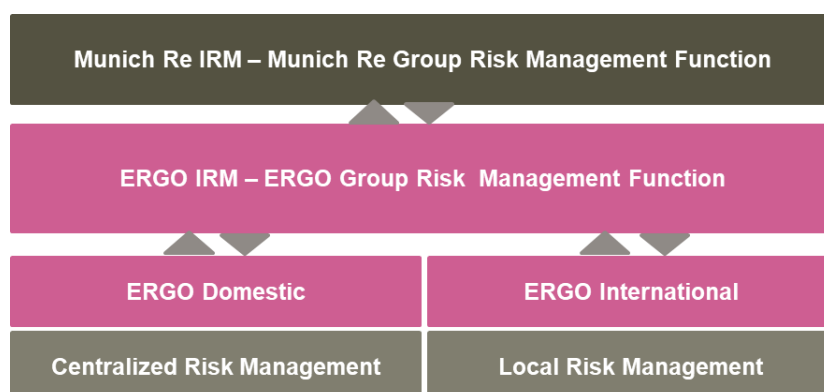 Munich Re IRM – Munich Re Group Risk Management Function
ERGO IRM – ERGO Group Risk Management Function
ERGO Domestic
ERGO International
Centralized Risk Management
Local Risk Management